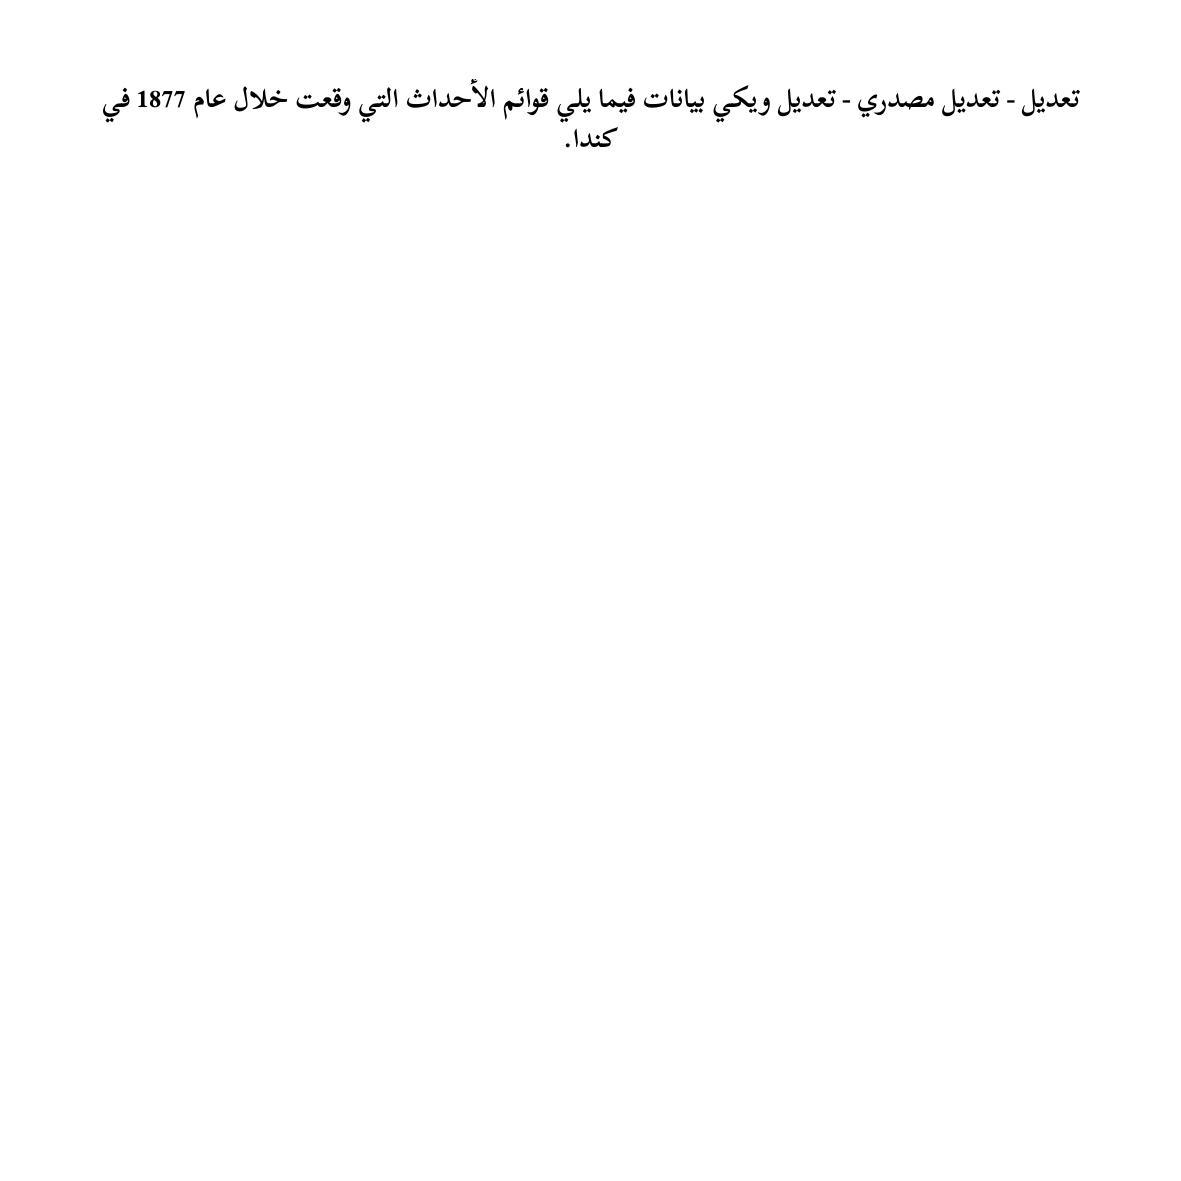 تعديل - تعديل مصدري - تعديل ويكي بيانات فيما يلي قوائم الأحداث التي وقعت خلال عام 1877 في
كندا.